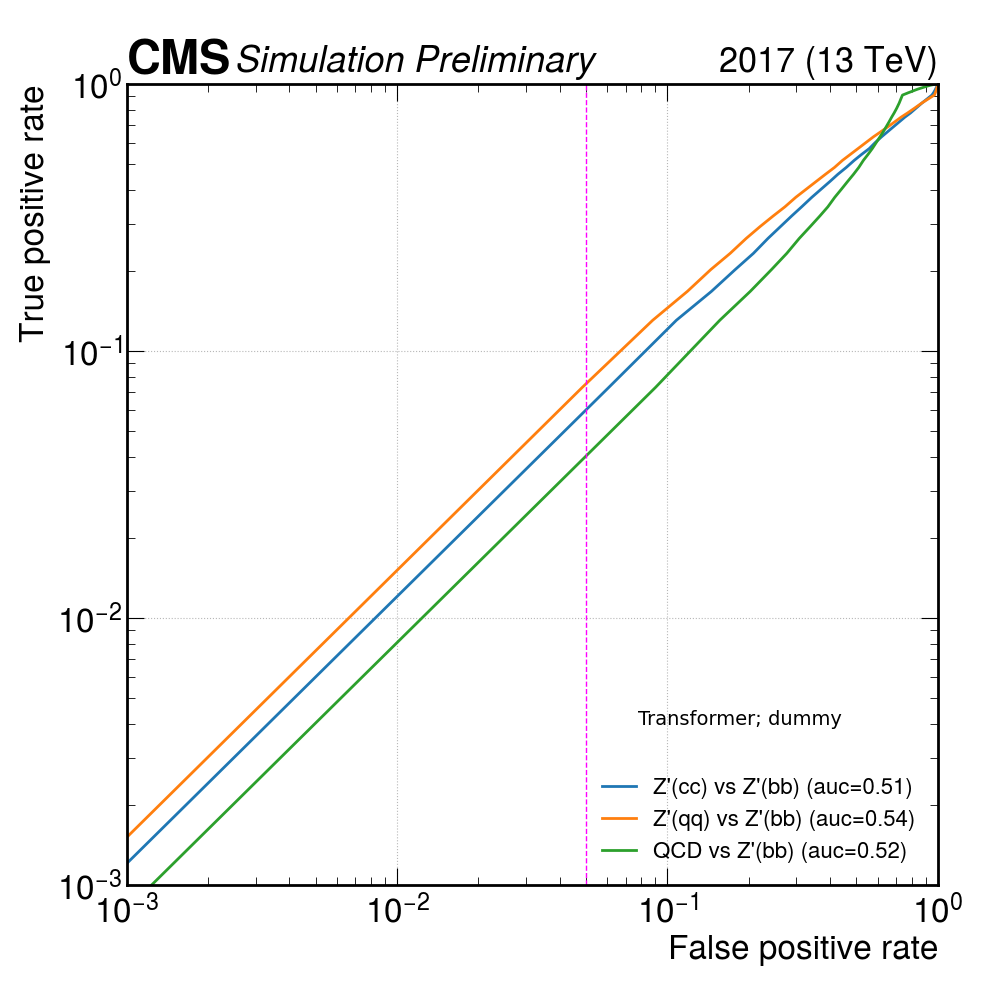 CMS Simulation Preliminary 2017 (13 TeV)
True positive rate
10⁰
10⁻¹
10⁻²
10⁻³
Transformer; dummy
Z'(cc) vs Z'(bb) (auc=0.51)
Z'(qq) vs Z'(bb) (auc=0.54)
QCD vs Z'(bb) (auc=0.52)
10⁻³ 10⁻² 10⁻¹ 10⁰
False positive rate